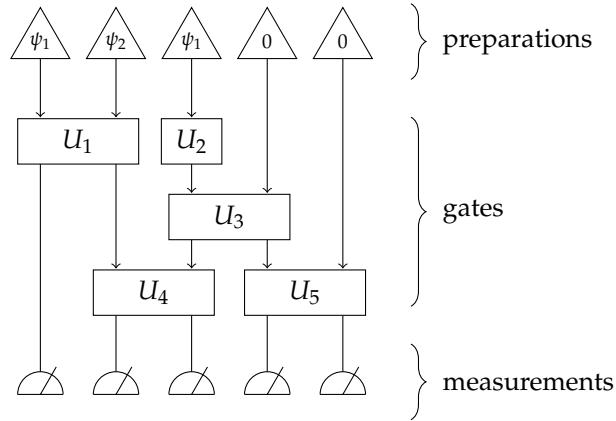 ψ₁ ψ₂ ψ₁ 0 0 preparations
U₁ U₂
U₃ gates
U₄ U₅
measurements